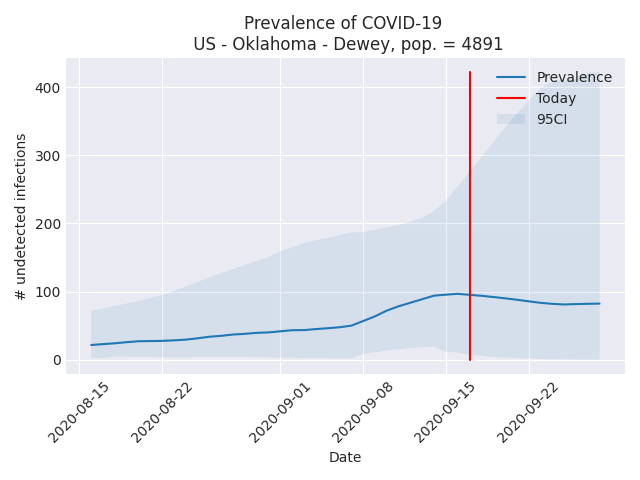 Prevalence of COVID-19
US - Oklahoma - Dewey, pop. = 4891
Prevalence
Today
95CI
400
300
200
100
0
# undetected infections
2020-08-15
2020-08-22
2020-09-01
2020-09-08
2020-09-15
2020-09-22
Date